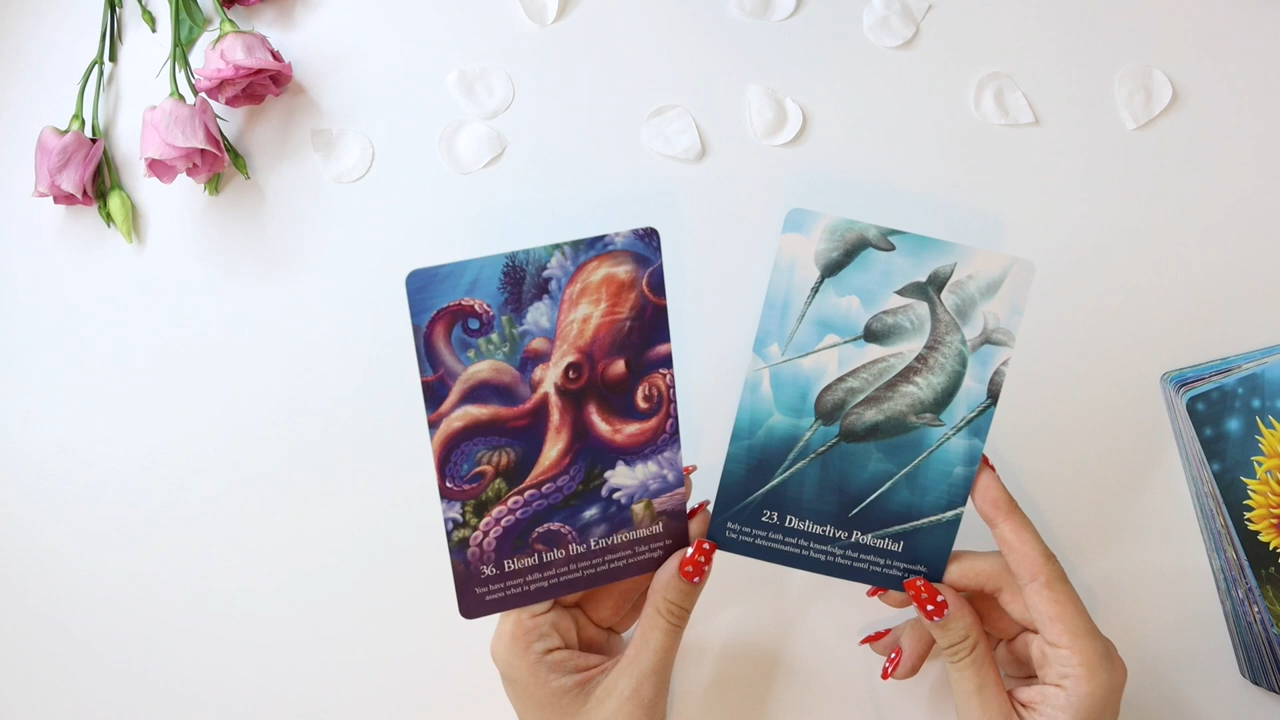 36. Blend into the Environment
You have many skills and can fit into any situation. Take time to
assess what is going on around you and adapt accordingly.
23. Distinctive Potential
Rely on your faith and the knowledge that nothing is impossible.
Use your determination to hang in there until you realise a